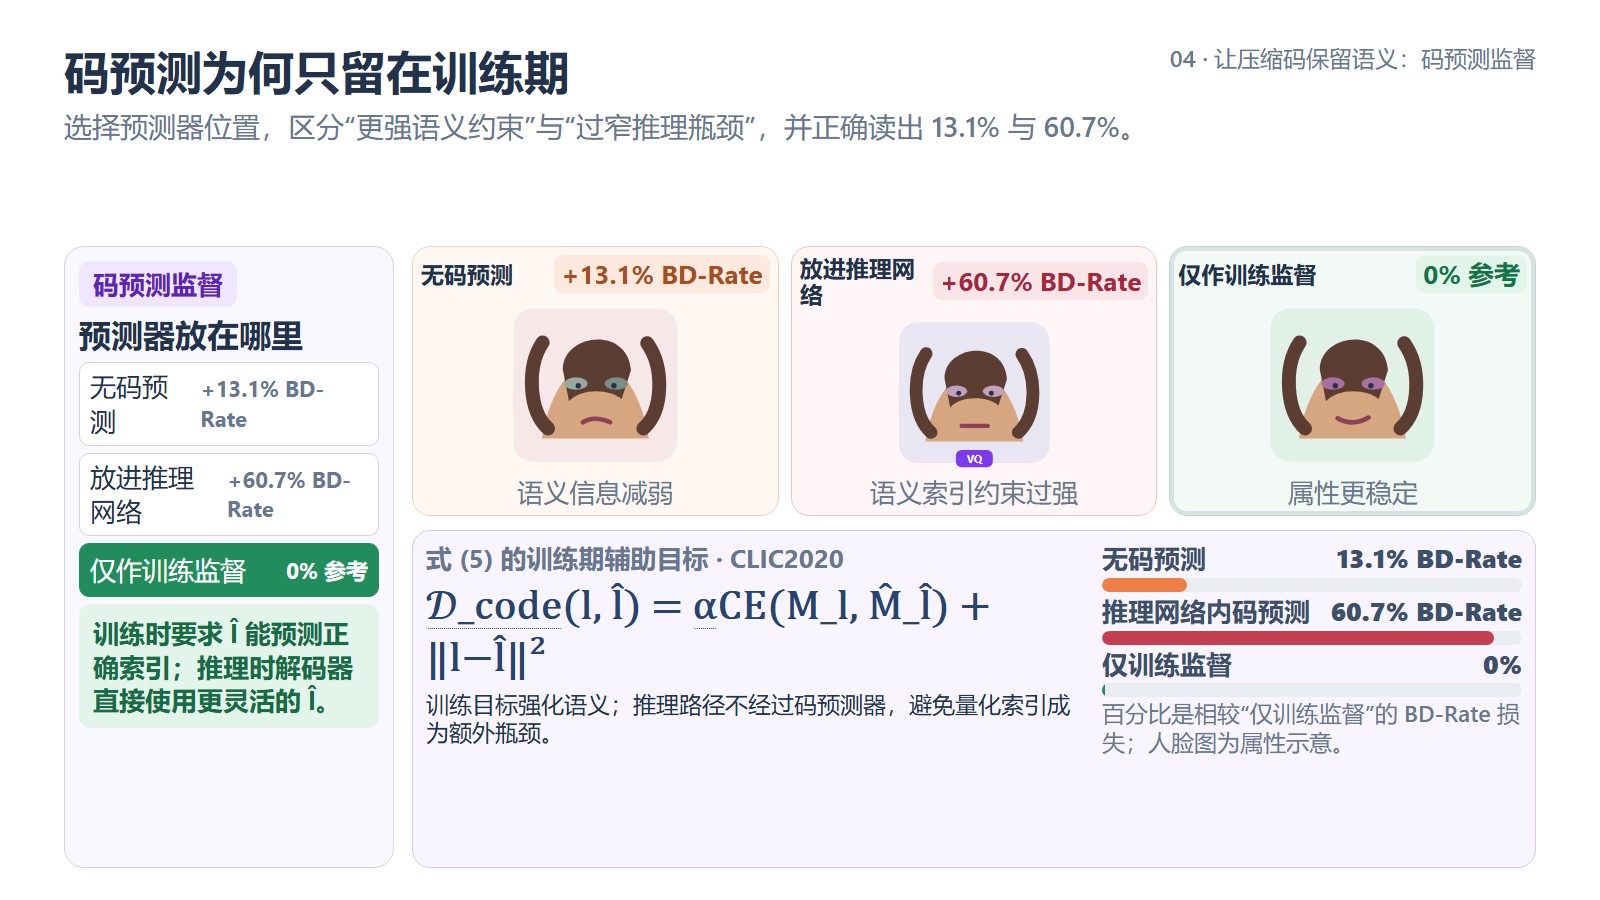 码预测为何只留在训练期
04 · 让压缩码保留语义：码预测监督
选择预测器位置，区分“更强语义约束”与“过窄推理瓶颈”，并正确读出 13.1% 与 60.7%。
码预测监督
预测器放在哪里
无码预
测
+13.1% BD-
Rate
放进推理
网络
+60.7% BD-
Rate
仅作训练监督
0% 参考
训练时要求 Î 能预测正
确索引；推理时解码器
直接使用更灵活的 Î。
无码预测
+13.1% BD-Rate
语义信息减弱
放进推理网
络
+60.7% BD-Rate
VQ
语义索引约束过强
仅作训练监督
0% 参考
属性更稳定
式 (5) 的训练期辅助目标 · CLIC2020
𝒟_code(l, Î) = αCE(M_l, M̂_Î) +
‖l−Î‖²
训练目标强化语义；推理路径不经过码预测器，避免量化索引成
为额外瓶颈。
无码预测
13.1% BD-Rate
推理网络内码预测
60.7% BD-Rate
仅训练监督
0%
百分比是相较“仅训练监督”的 BD-Rate 损
失；人脸图为属性示意。